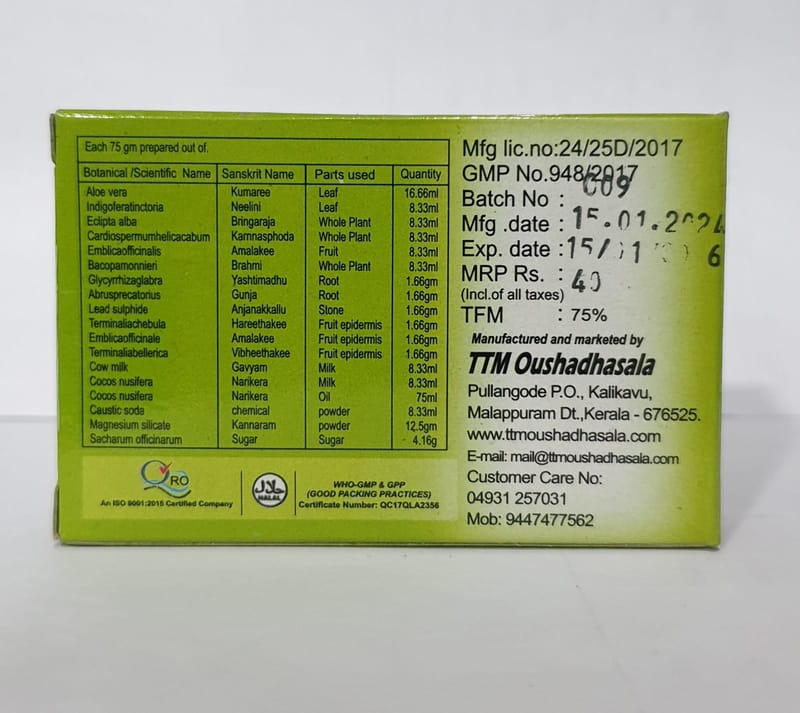 Each 75 gm prepared out of.
Botanical /Scientific Name Sanskrit Name Parts used Quantity
Aloe vera Kumaree Leaf 16.66ml
Indigoferatinctoria Neelini Leaf 8.33ml
Eclipta alba Bringaraja Whole Plant 8.33ml
Cardiospermumhelicacabum Karnnasphoda Whole Plant 8.33ml
Emblicaofficinalis Amalakee Fruit 8.33ml
Bacopamonnieri Brahmi Whole Plant 8.33ml
Glycyrrhizaglabra Yashtimadhu Root 1.66gm
Abrusprecatorius Gunja Root 1.66gm
Lead sulphide Anjanakallu Stone 1.66gm
Terminaliachebula Hareethakee Fruit epidermis 1.66gm
Emblicaofficinale Amalakee Fruit epidermis 1.66gm
Terminaliabellerica Vibheethakee Fruit epidermis 1.66gm
Cow milk Gavyam Milk 8.33ml
Cocos nusifera Narikera Milk 8.33ml
Cocos nusifera Narikera Oil 75ml
Caustic soda chemical powder 8.33ml
Magnesium silicate Kannaram powder 12.5gm
Sacharum officinarum Sugar Sugar 4.16g
QRO
An ISO 9001:2015 Certified Company
حلال
HALAL
WHO-GMP & GPP
(GOOD PACKING PRACTICES)
Certificate Number: QC17QLA2356
Mfg lic.no:24/25D/2017
GMP No.948/2017
Batch No : C09
Mfg .date : 15.01.2024
Exp. date :15/
MRP Rs. : 40
(Incl.of all taxes)
TFM : 75%
Manufactured and marketed by
TTM Oushadhasala
Pullangode P.O., Kalikavu,
Malappuram Dt.,Kerala - 676525.
www.ttmoushadhasala.com
E-mail: mail@ttmoushadhasala.com
Customer Care No:
04931 257031
Mob: 9447477562